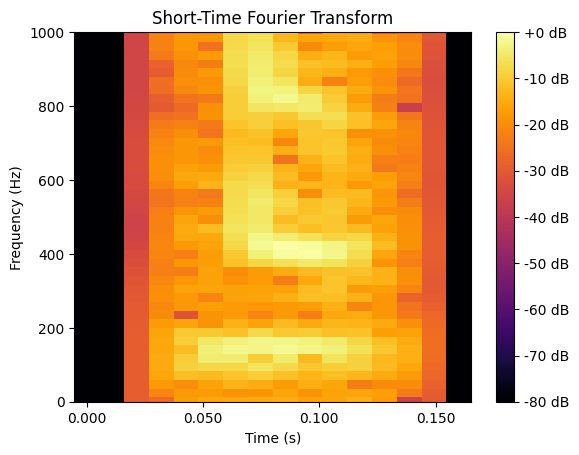 Short-Time Fourier Transform
Frequency (Hz)
1000
800
600
400
200
0
0.000
0.050
0.100
0.150
Time (s)
+0 dB
-10 dB
-20 dB
-30 dB
-40 dB
-50 dB
-60 dB
-70 dB
-80 dB